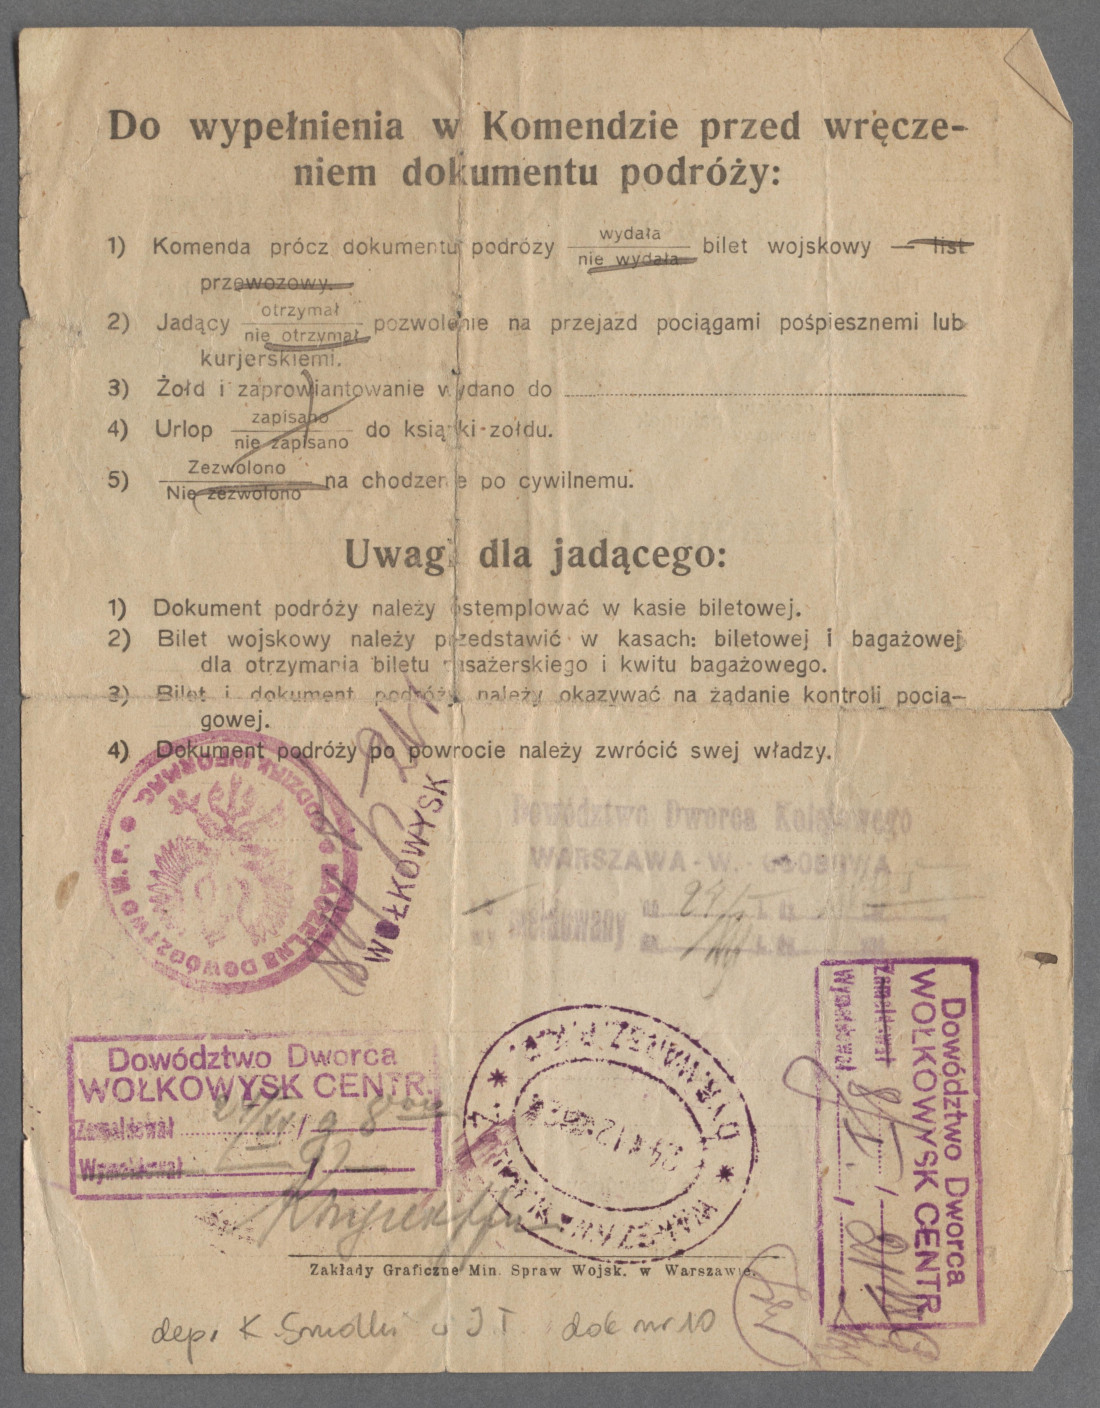 Do wypełnienia w Komendzie przed wręcze-
niem dokumentu podróży:
1) Komenda prócz dokumentu podróży wydała
nie wydała bilet wojskowy — list
przewozowy.
2) Jadący otrzymał
nie otrzymał pozwolenie na przejazd pociągami pośpiesznemi lub
kurjerskiemi.
3) Żołd i zaprowiantowanie wydano do
4) Urlop zapisano
nie zapisano do książki żołdu.
5) Zezwolono
Nie zezwolono na chodzenie po cywilnemu.
Uwagi dla jadącego:
1) Dokument podróży należy ostemplować w kasie biletowej.
2) Bilet wojskowy należy przedstawić w kasach: biletowej i bagażowej
dla otrzymania biletu pasażerskiego i kwitu bagażowego.
3) Bilet i dokument podróży należy okazywać na żądanie kontroli pocią-
gowej.
4) Dokument podróży po powrocie należy zwrócić swej władzy.
NACZELNE DOWÓDZTWO W. P.
WOŁKOWYSK
Dowództwo Dworca Kolejowego
WARSZAWA - W. - OSOBOWA
meldowany
Dowództwo Dworca
WOŁKOWYSK CENTR.
Zameldował
Wymeldował
Dowództwo Dworca
WOŁKOWYSK CENTR.
Zameldował
Wymeldował
Zakłady Graficzne Min. Spraw Wojsk. w Warszawie.
dep. K. Smolki u J T dok nr 10